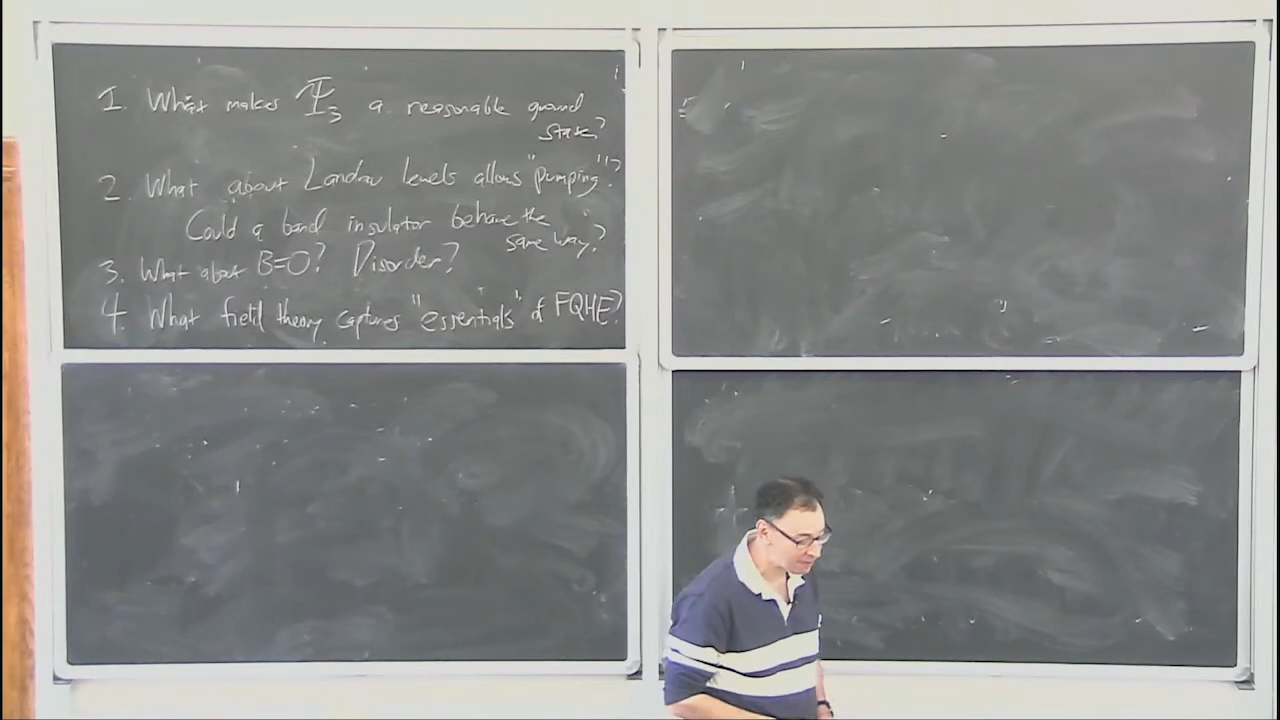 1. What makes Ψ₃ a reasonable ground
state?
2. What about Landau levels allows "pumping"?
Could a band insulator behave the
same way?
3. What about B=0? Disorder?
4. What field theory captures "essentials" of FQHE?